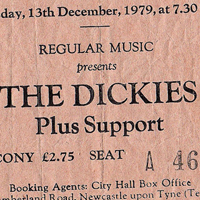 day, 13th December, 1979, at 7.30
REGULAR MUSIC
presents
THE DICKIES
Plus Support
CONY £2.75 SEAT A 46
Booking Agents: City Hall Box Office
mberland Road, Newcastle upon Tyne (Te